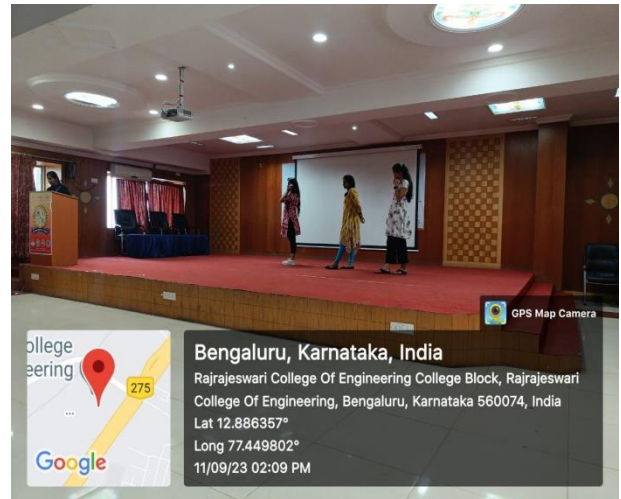 GPS Map Camera
ollege
eering
275
Google
Bengaluru, Karnataka, India
Rajrajeswari College Of Engineering College Block, Rajrajeswari
College Of Engineering, Bengaluru, Karnataka 560074, India
Lat 12.886357°
Long 77.449802°
11/09/23 02:09 PM